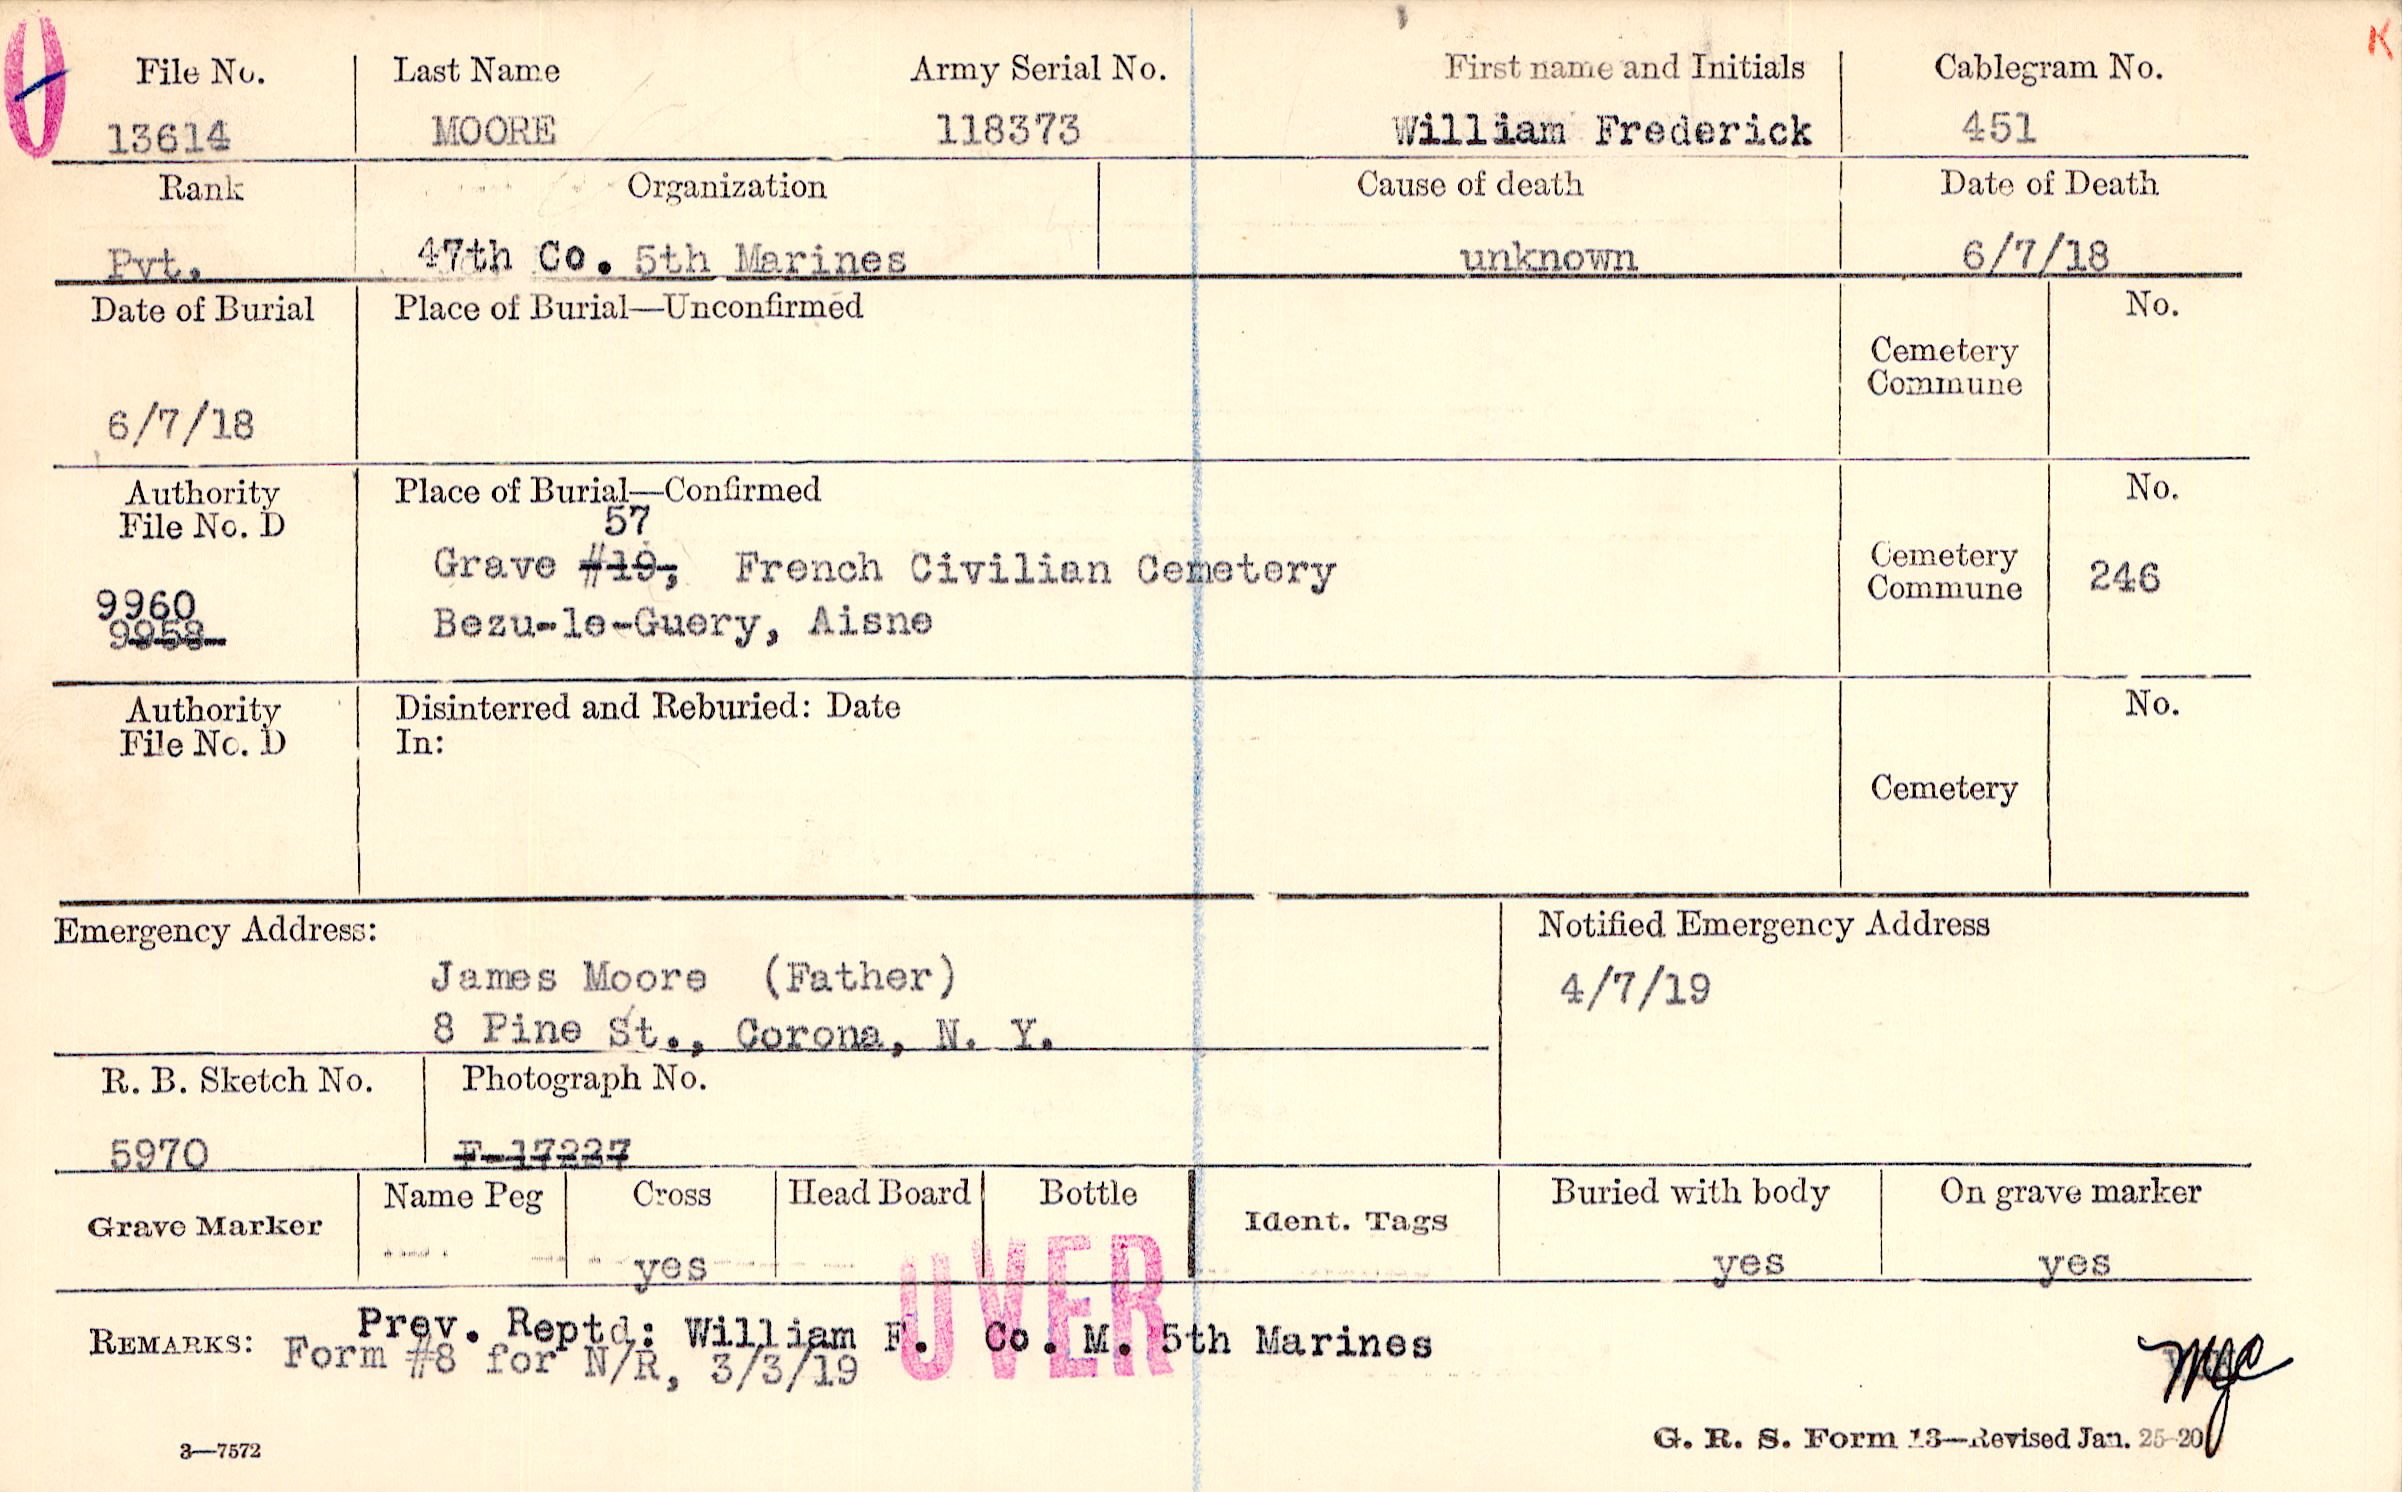 File No. Last Name Army Serial No. First name and Initials Cablegram No. K
13614 MOORE 118373 William Frederick 451
Rank Organization Cause of death Date of Death
Pvt. 47th Co. 5th Marines unknown 6/7/18
Date of Burial Place of Burial—Unconfirmed No.
Cemetery
Commune
6/7/18
Authority Place of Burial—Confirmed No.
File No. D
57
Grave #19, French Civilian Cemetery Cemetery
Commune 246
9960
9958
Bezu-le-Guery, Aisne
Authority Disinterred and Reburied: Date No.
File No. D In:
Cemetery
Emergency Address: Notified Emergency Address
James Moore (Father) 4/7/19
8 Pine St., Corona, N. Y.
R. B. Sketch No. Photograph No.
5970 F-17227
Grave Marker Name Peg Cross Head Board Bottle Ident. Tags Buried with body On grave marker
yes yes yes
OVER
REMARKS: Prev. Reptd: William F. Co. M. 5th Marines
Form #8 for N/R, 3/3/19
3—7572 G. R. S. Form 13—Revised Jan. 25-20